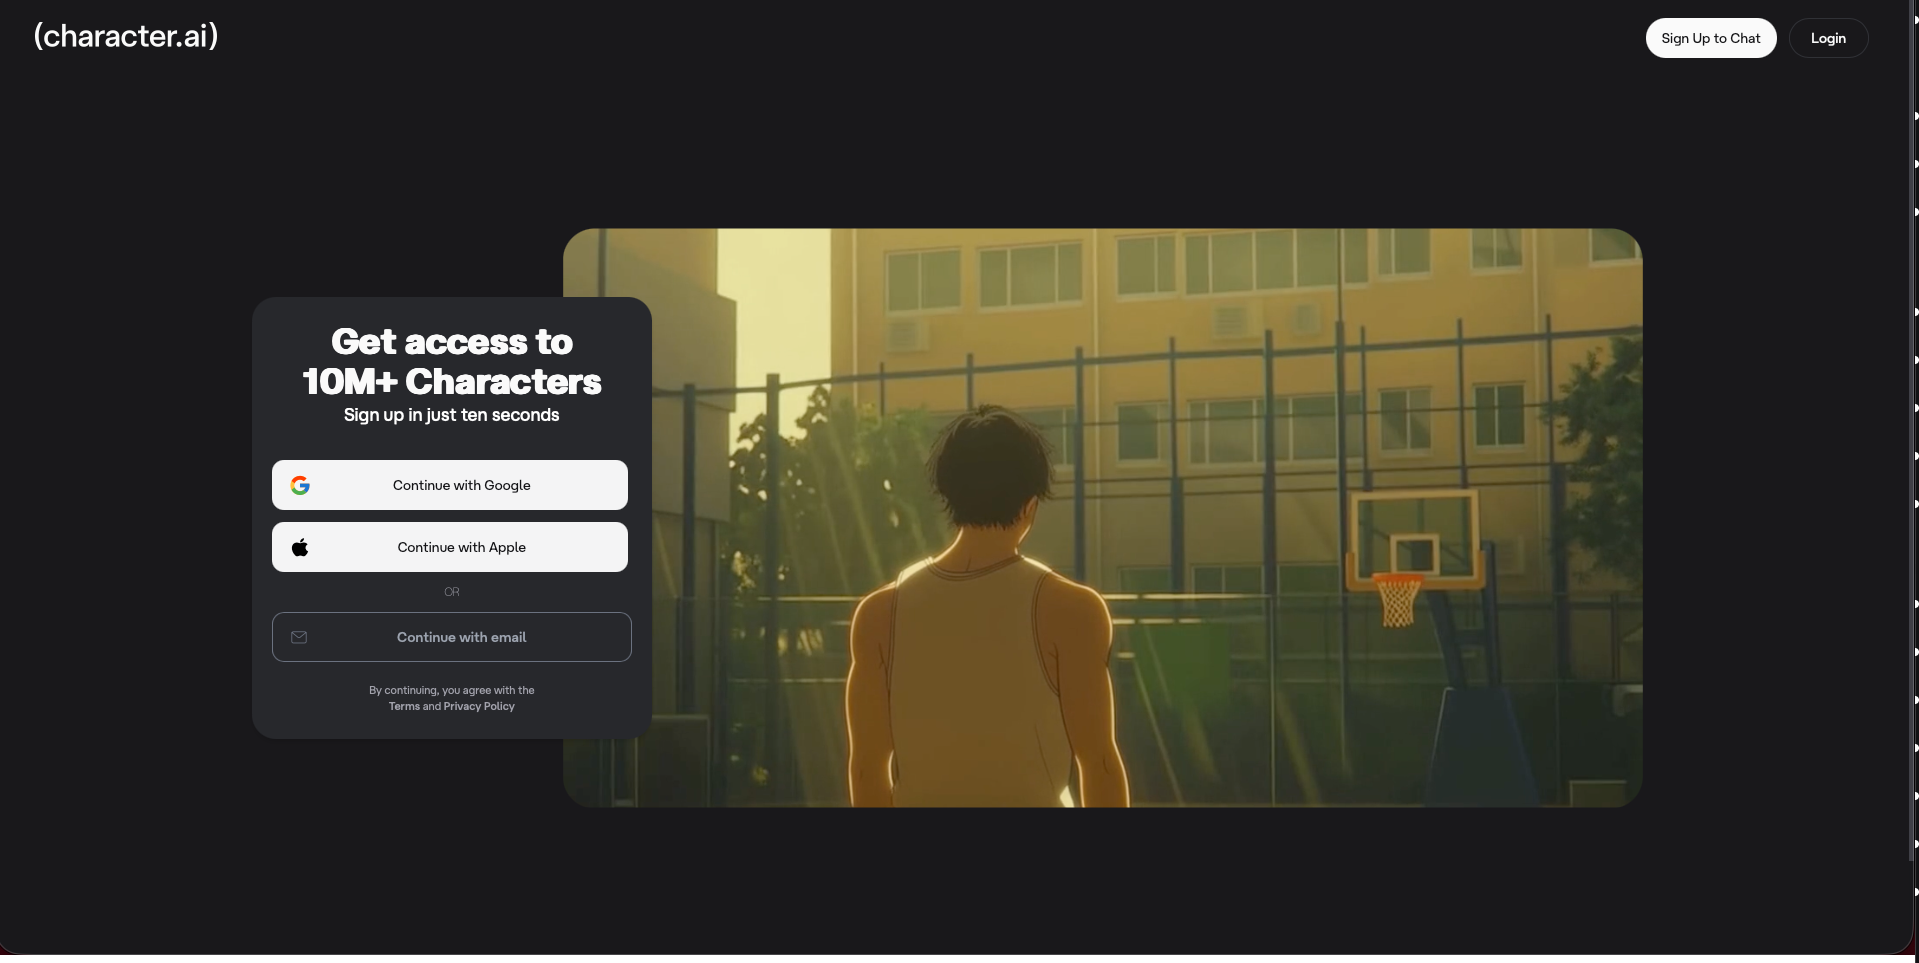 (character.ai)
Sign Up to Chat
Login
Get access to
10M+ Characters
Sign up in just ten seconds
Continue with Google
Continue with Apple
OR
Continue with email
By continuing, you agree with the
Terms and Privacy Policy